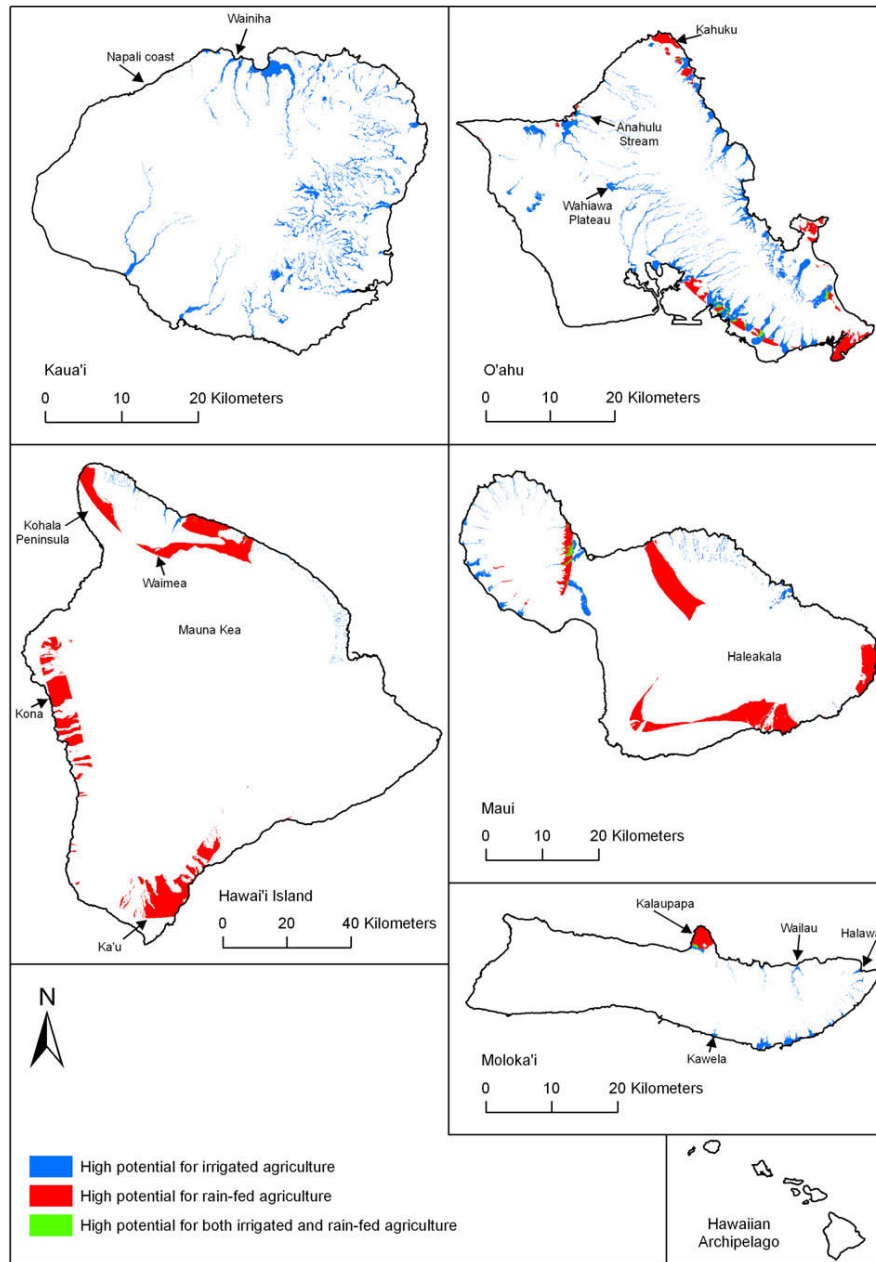 Wainiha
Napali coast
Kaua'i
0 10 20 Kilometers
Kahuku
Anahulu
Stream
Wahiawa
Plateau
O'ahu
0 10 20 Kilometers
Kohala
Peninsula
Waimea
Mauna Kea
Kona
Hawai'i Island
0 20 40 Kilometers
Ka'u
Haleakala
Maui
0 10 20 Kilometers
Kalaupapa
Wailau
Halawa
Kawela
Moloka'i
0 10 20 Kilometers
N
High potential for irrigated agriculture
High potential for rain-fed agriculture
High potential for both irrigated and rain-fed agriculture
Hawaiian
Archipelago